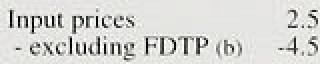 Input prices 2.5
- excluding FDTP (b) -4.5